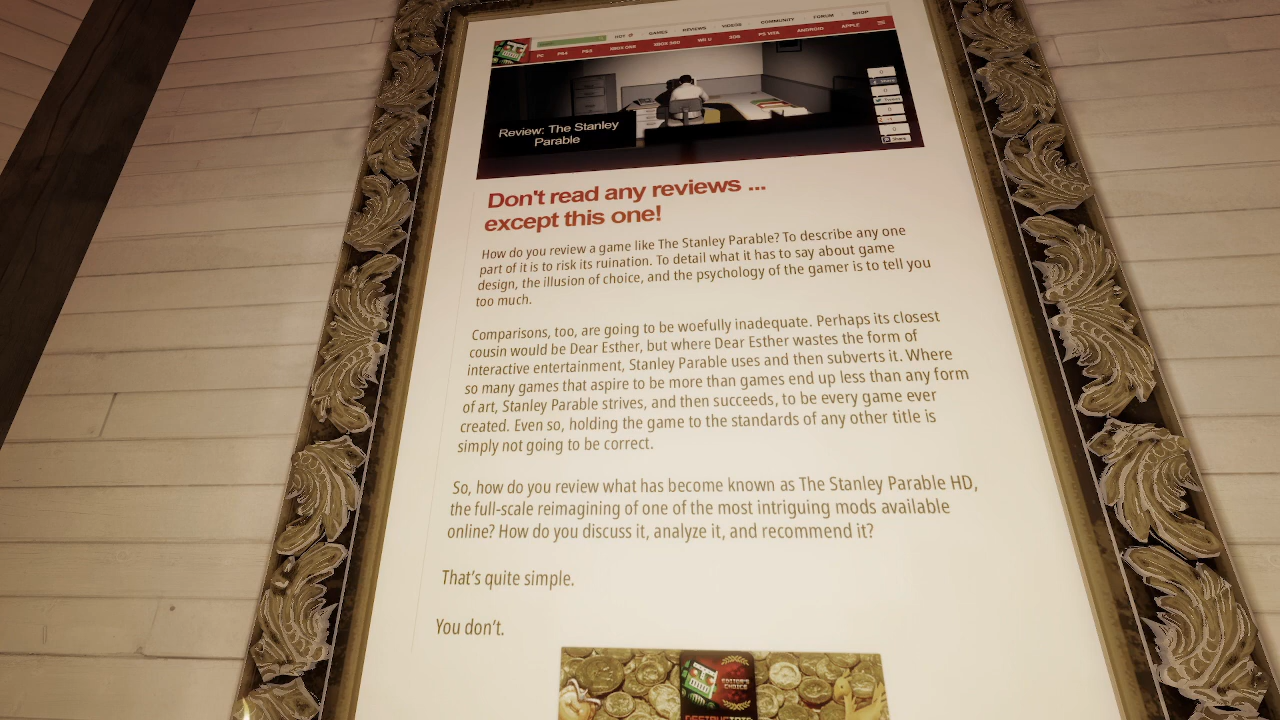 HOT GAMES REVIEWS VIDEOS COMMUNITY FORUM SHOP
PC PS4 PS3 XBOX ONE XBOX 360 WII U 3DS PS VITA ANDROID APPLE
Review: The Stanley
Parable
0
Share
0
Tweet
0
+1
0
Share
Don't read any reviews ...
except this one!
How do you review a game like The Stanley Parable? To describe any one
part of it is to risk its ruination. To detail what it has to say about game
design, the illusion of choice, and the psychology of the gamer is to tell you
too much.
Comparisons, too, are going to be woefully inadequate. Perhaps its closest
cousin would be Dear Esther, but where Dear Esther wastes the form of
interactive entertainment, Stanley Parable uses and then subverts it. Where
so many games that aspire to be more than games end up less than any form
of art, Stanley Parable strives, and then succeeds, to be every game ever
created. Even so, holding the game to the standards of any other title is
simply not going to be correct.
So, how do you review what has become known as The Stanley Parable HD,
the full-scale reimagining of one of the most intriguing mods available
online? How do you discuss it, analyze it, and recommend it?
That's quite simple.
You don't.
EDITOR'S
CHOICE